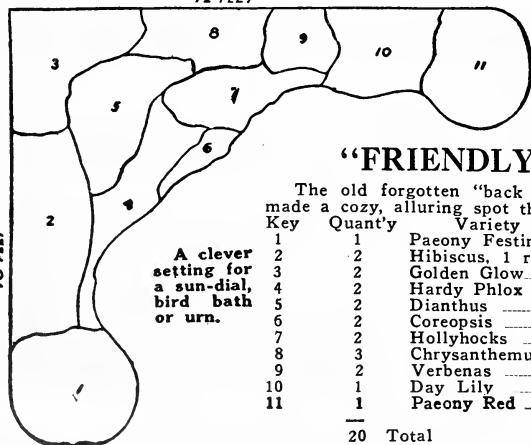 FEET
8
9
10
11
3
7
5
6
4
2
1
FEET
A clever
setting for
a sun-dial,
bird bath
or urn.
“FRIENDLY
The old forgotten “back
made a cozy, alluring spot th
Key Quant'y Variety
1 1 Paeony Festin
2 2 Hibiscus, 1 r
3 2 Golden Glow
4 2 Hardy Phlox
5 2 Dianthus
6 2 Coreopsis
7 2 Hollyhocks
8 3 Chrysanthemu
9 2 Verbenas
10 1 Day Lily
11 1 Paeony Red
20 Total